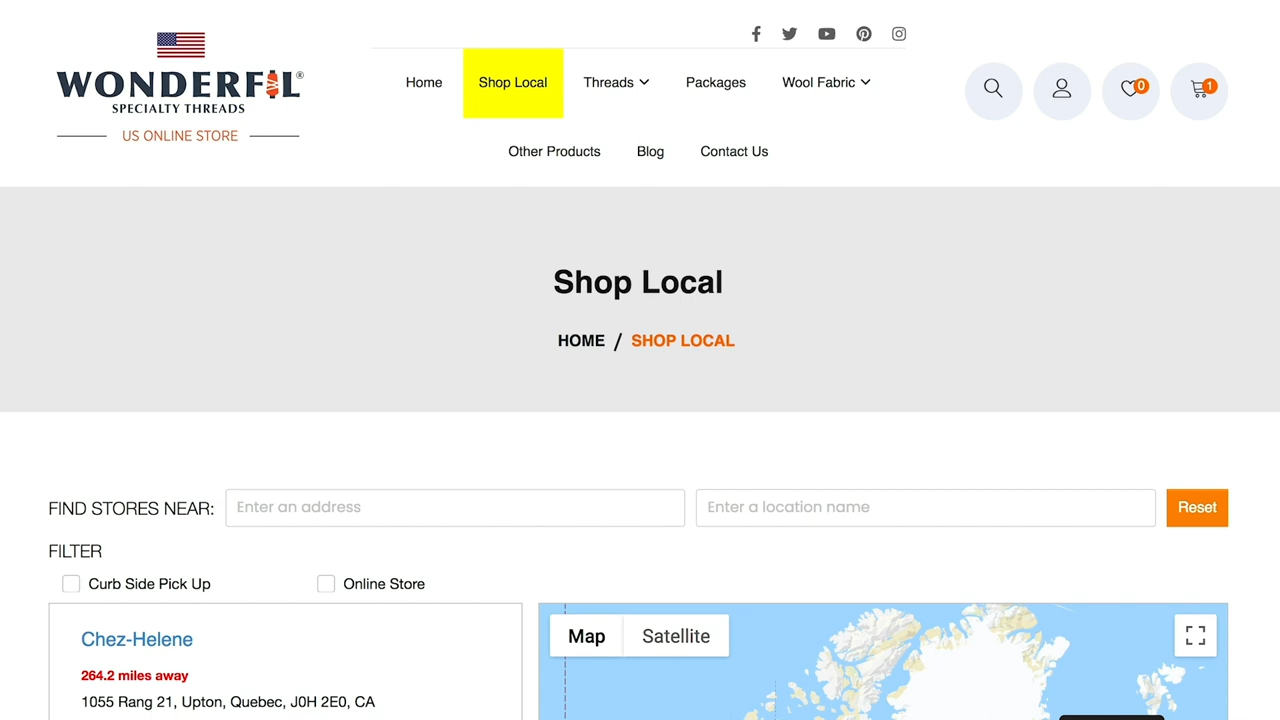 WONDERFIL®
SPECIALTY THREADS
US ONLINE STORE
Home
Shop Local
Threads
Packages
Wool Fabric
0
1
Other Products
Blog
Contact Us
Shop Local
HOME / SHOP LOCAL
FIND STORES NEAR:
Enter an address
Enter a location name
Reset
FILTER
Curb Side Pick Up
Online Store
Chez-Helene
264.2 miles away
1055 Rang 21, Upton, Quebec, J0H 2E0, CA
Map
Satellite